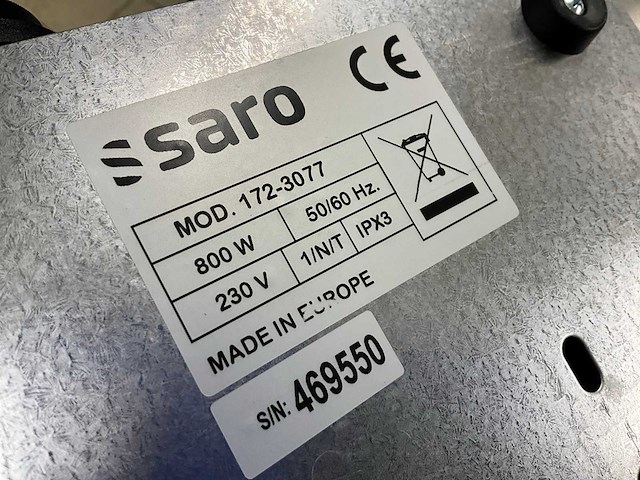 saro CE
MOD. 172-3077
800 W 50/60 Hz.
230 V 1/N/T IPX3
MADE IN EUROPE
S/N: 469550